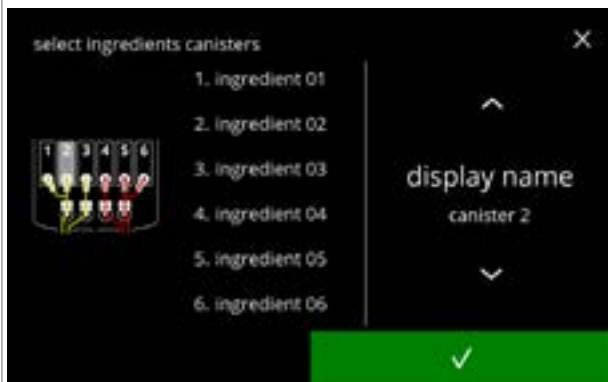 select ingredients canisters
1. ingredient 01
2. ingredient 02
3. ingredient 03
4. ingredient 04
5. ingredient 05
6. ingredient 06
1 2 3 4 5 6
display name
canister 2